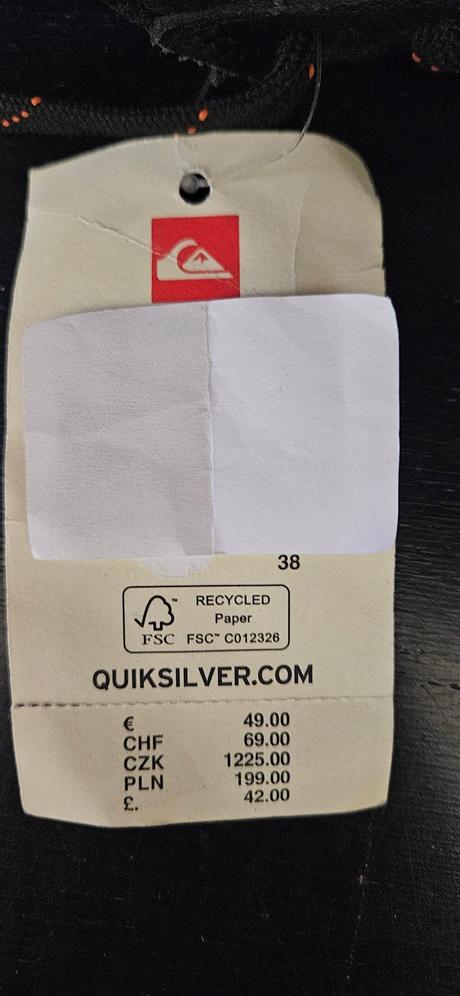 38
FSC™
RECYCLED
Paper
FSC™ C012326
QUIKSILVER.COM
€ 49.00
CHF 69.00
CZK 1225.00
PLN 199.00
£. 42.00